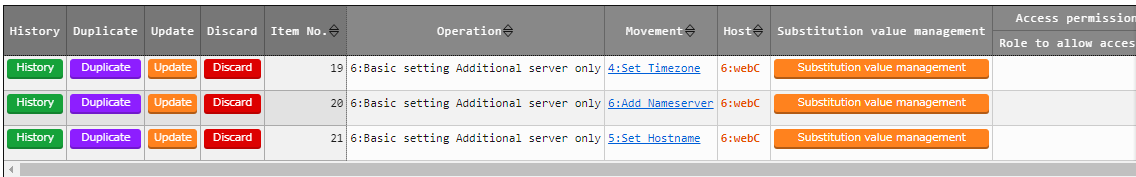 History Duplicate Update Discard Item No. Operation Movement Host Substitution value management Access permission
Role to allow acces
History Duplicate Update Discard 19 6:Basic setting Additional server only 4:Set Timezone 6:webC Substitution value management
History Duplicate Update Discard 20 6:Basic setting Additional server only 6:Add Nameserver 6:webC Substitution value management
History Duplicate Update Discard 21 6:Basic setting Additional server only 5:Set Hostname 6:webC Substitution value management